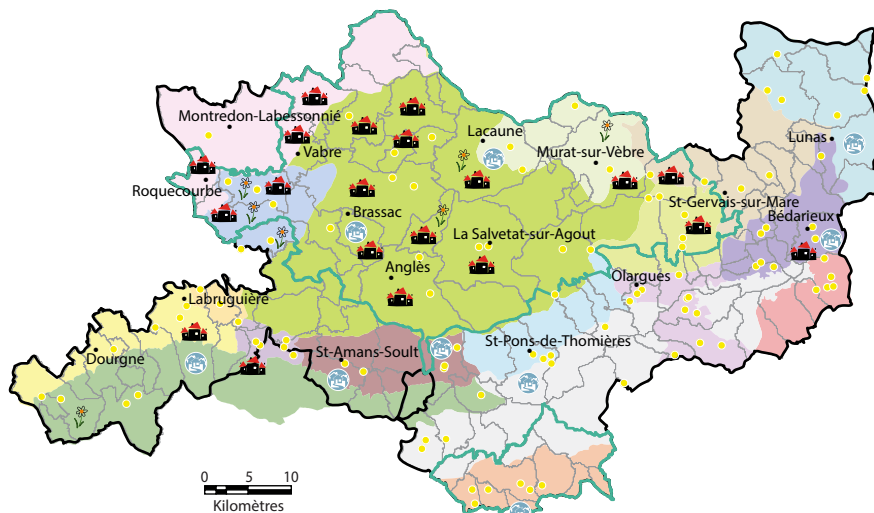 Montredon-Labessonnié
Lacaune
Lunas
Vabre
Murat-sur-Vèbre
Roquecourbe
St-Gervais-sur-Mare
Brassac
Bédarieux
La Salvetat-sur-Agout
Anglès
Olargues
Labruguière
St-Pons-de-Thomières
St-Amans-Soult
Dourgne
0 5 10
Kilomètres